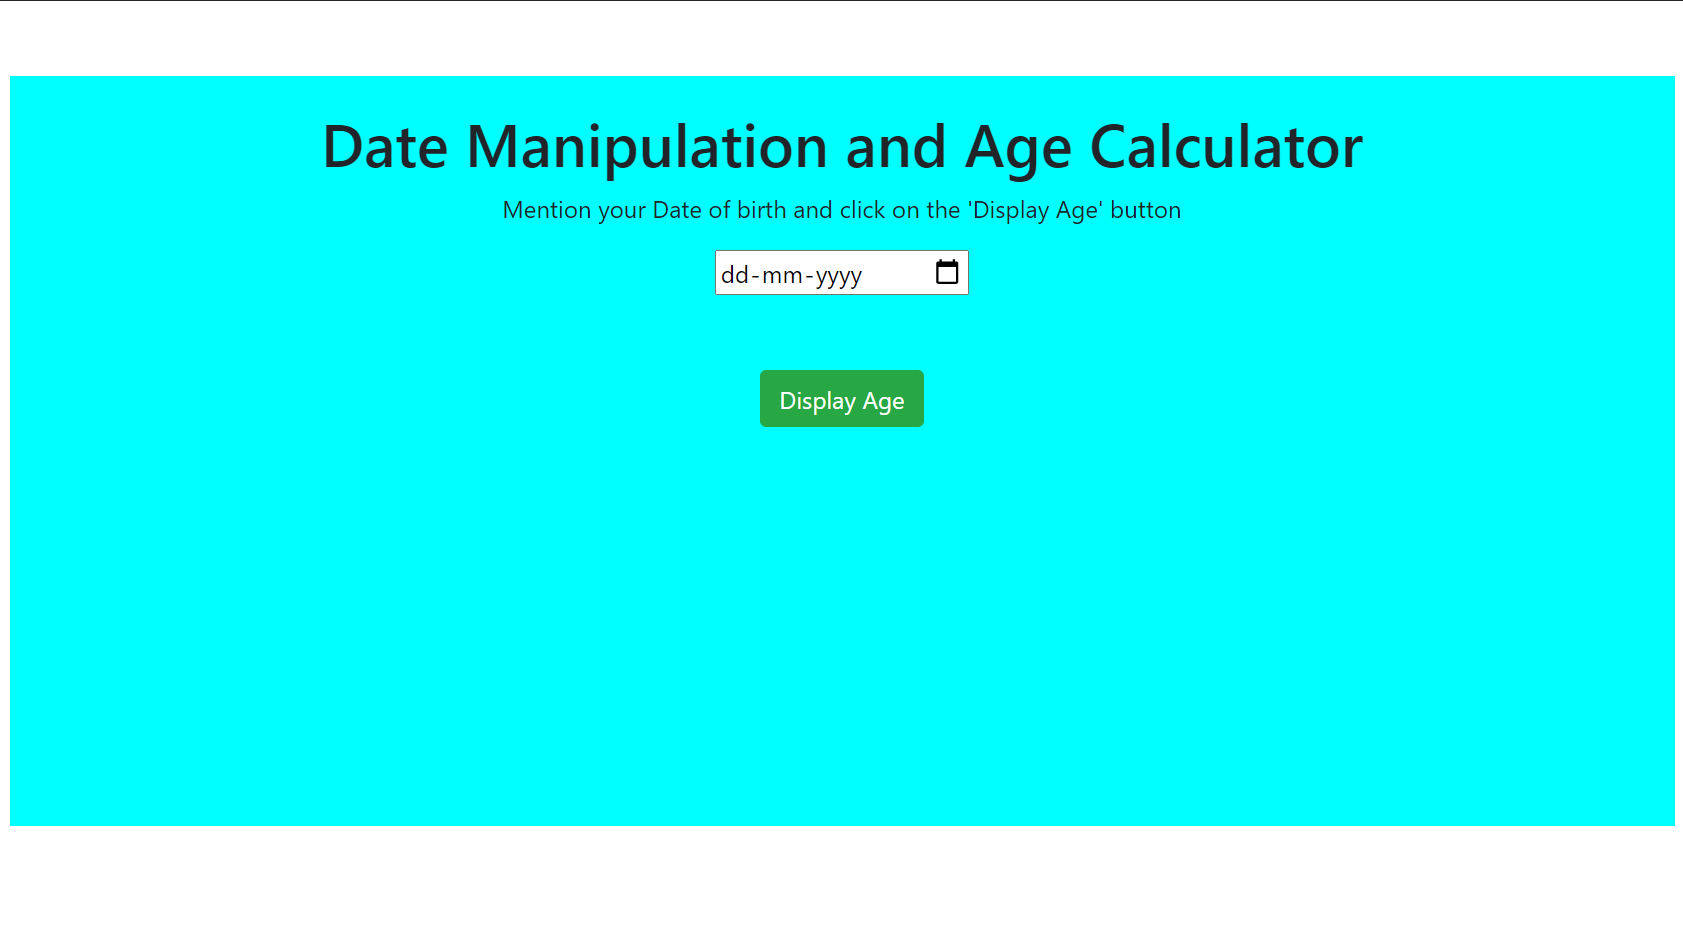 Date Manipulation and Age Calculator
Mention your Date of birth and click on the 'Display Age' button
dd-mm-yyyy
Display Age